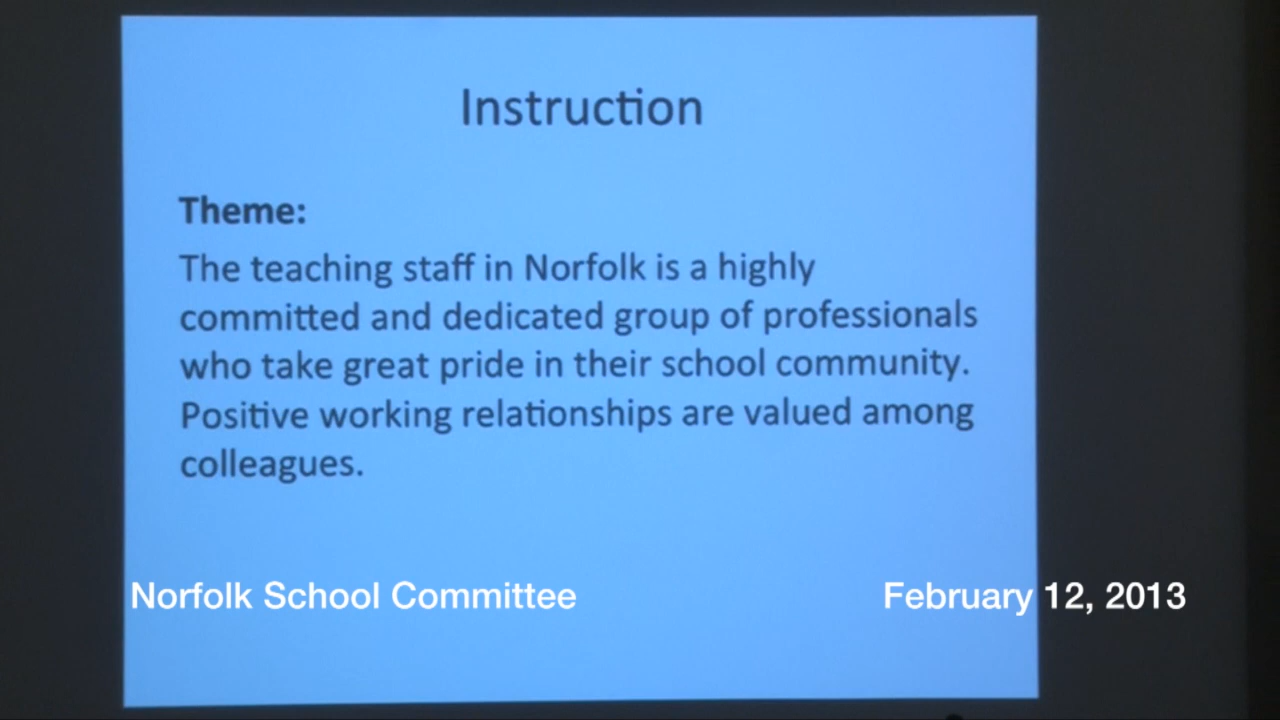 Instruction
Theme:
The teaching staff in Norfolk is a highly
committed and dedicated group of professionals
who take great pride in their school community.
Positive working relationships are valued among
colleagues.
Norfolk School Committee
February 12, 2013